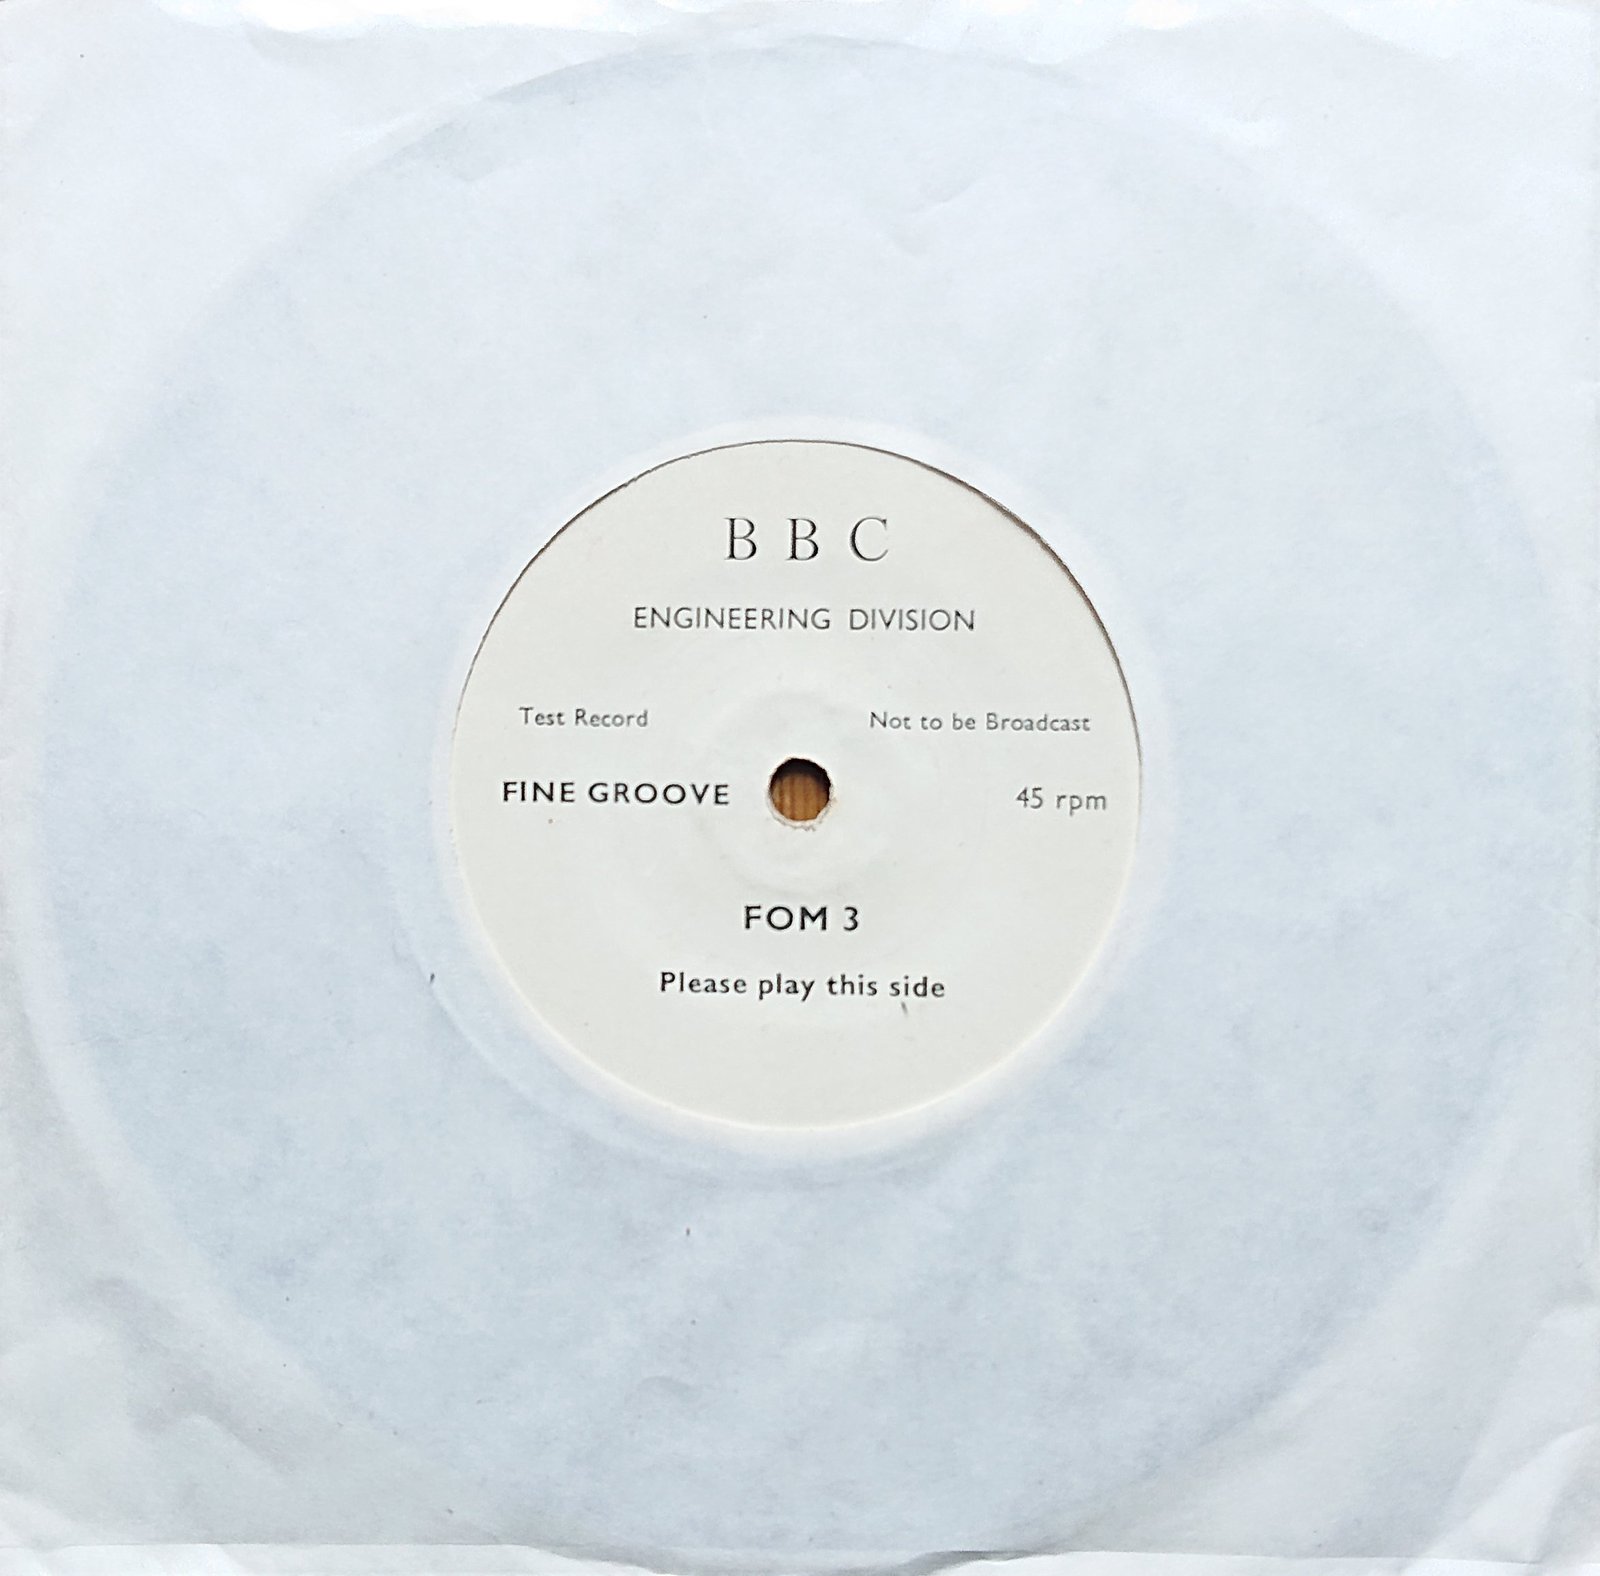 B B C
ENGINEERING DIVISION
Test Record
Not to be Broadcast
FINE GROOVE
45 rpm
FOM 3
Please play this side